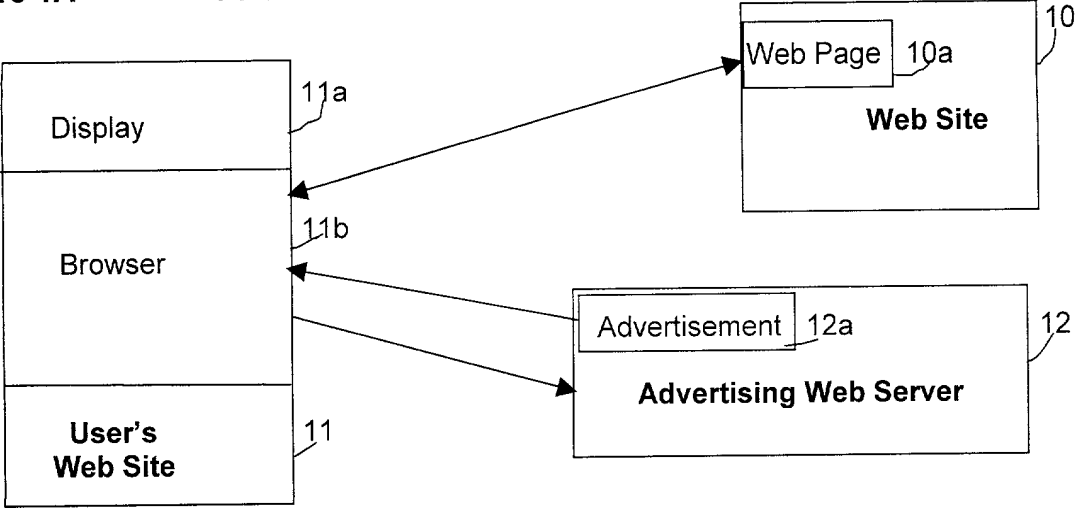 10
Web Page
10a
11a
Web Site
Display
11b
Browser
Advertisement
12a
12
Advertising Web Server
User's
11
Web Site